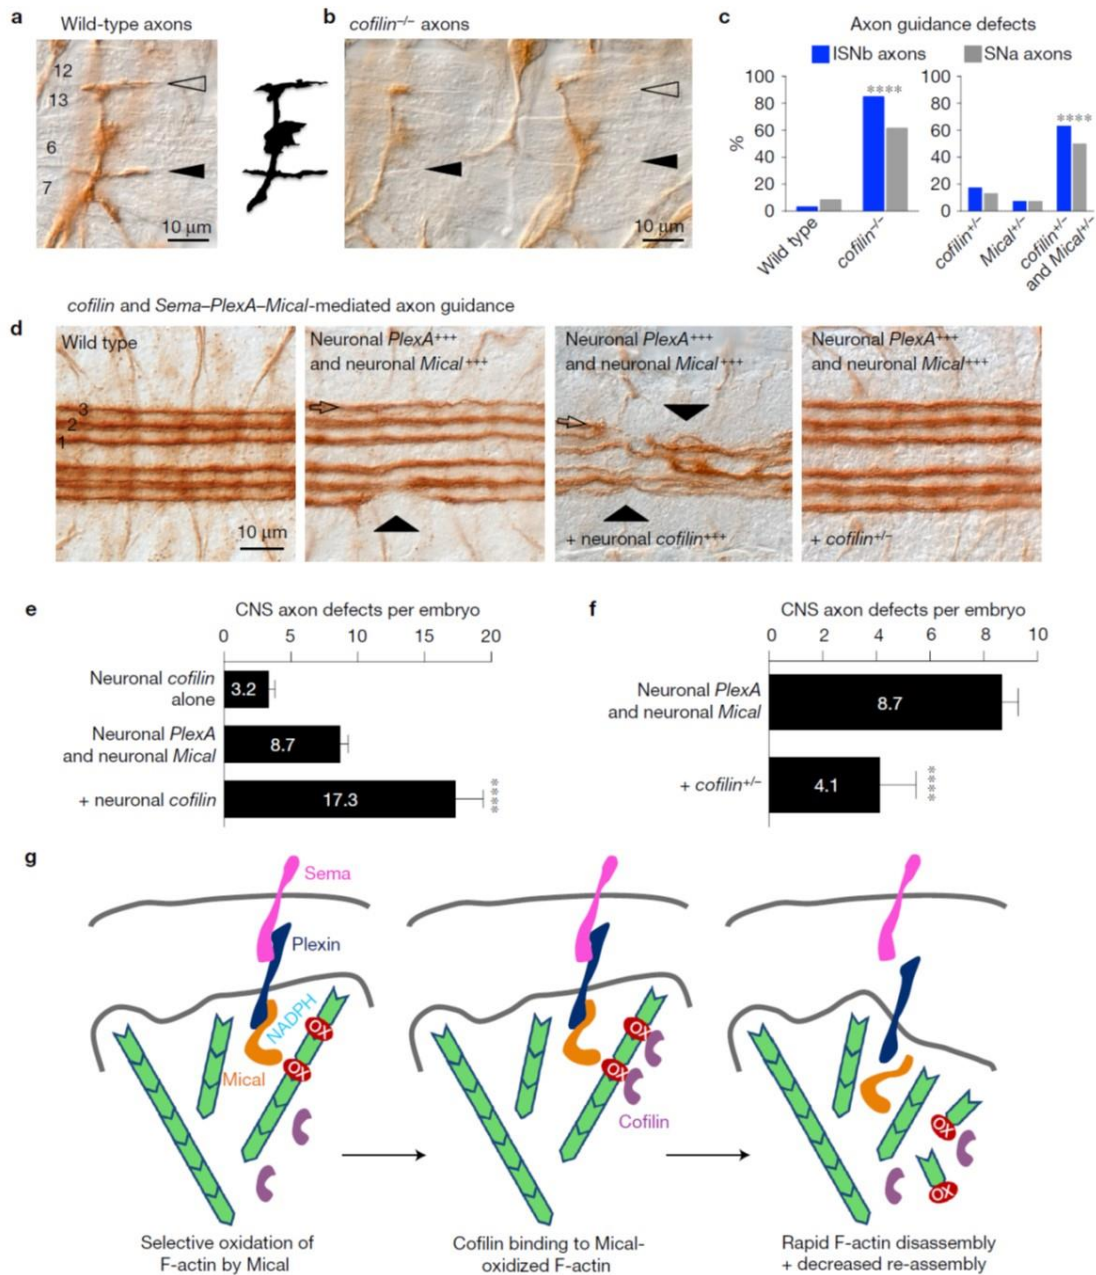 a Wild-type axons
12
13
6
7
10 µm
b cofilin–/– axons
10 µm
c Axon guidance defects
ISNb axons SNa axons
%
100
80
60
40
20
0
****
Wild type
cofilin–/–
100
80
60
40
20
0
****
cofilin+/–
Mical+/–
cofilin+/–
and Mical+/–
cofilin and Sema–PlexA–Mical-mediated axon guidance
d
Wild type
3
2
1
10 µm
Neuronal PlexA+++
and neuronal Mical+++
Neuronal PlexA+++
and neuronal Mical+++
+ neuronal cofilin+++
Neuronal PlexA+++
and neuronal Mical+++
+ cofilin+/–
e CNS axon defects per embryo
0 5 10 15 20
Neuronal cofilin
alone
3.2
Neuronal PlexA
and neuronal Mical
8.7
+ neuronal cofilin
17.3
****
f CNS axon defects per embryo
0 2 4 6 8 10
Neuronal PlexA
and neuronal Mical
8.7
+ cofilin+/–
4.1
****
g
Sema
Plexin
NADPH
OX
OX
Mical
OX
OX
Cofilin
OX
OX
Selective oxidation of
F-actin by Mical
Cofilin binding to Mical-
oxidized F-actin
Rapid F-actin disassembly
+ decreased re-assembly